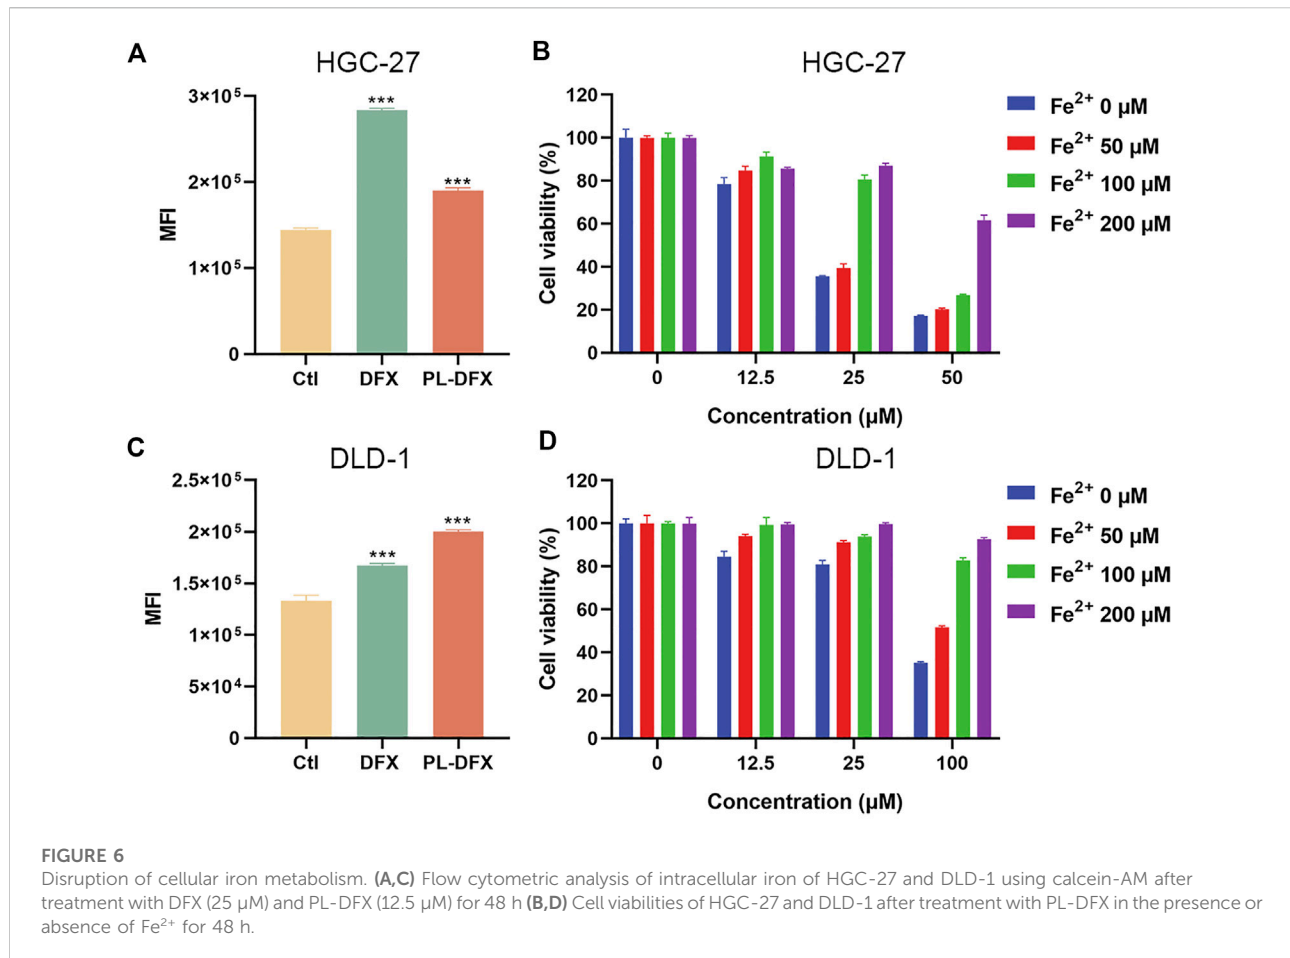 A
HGC-27
3×10⁵
2×10⁵
1×10⁵
0
MFI
***
***
Ctl DFX PL-DFX
B
HGC-27
120
100
80
60
40
20
0
Cell viability (%)
0 12.5 25 50
Concentration (µM)
Fe²⁺ 0 µM
Fe²⁺ 50 µM
Fe²⁺ 100 µM
Fe²⁺ 200 µM
C
DLD-1
2.5×10⁵
2×10⁵
1.5×10⁵
1×10⁵
5×10⁴
0
MFI
***
***
Ctl DFX PL-DFX
D
DLD-1
120
100
80
60
40
20
0
Cell viability (%)
0 12.5 25 100
Concentration (µM)
Fe²⁺ 0 µM
Fe²⁺ 50 µM
Fe²⁺ 100 µM
Fe²⁺ 200 µM
FIGURE 6
Disruption of cellular iron metabolism. (A,C) Flow cytometric analysis of intracellular iron of HGC-27 and DLD-1 using calcein-AM after
treatment with DFX (25 µM) and PL-DFX (12.5 µM) for 48 h (B,D) Cell viabilities of HGC-27 and DLD-1 after treatment with PL-DFX in the presence or
absence of Fe²⁺ for 48 h.